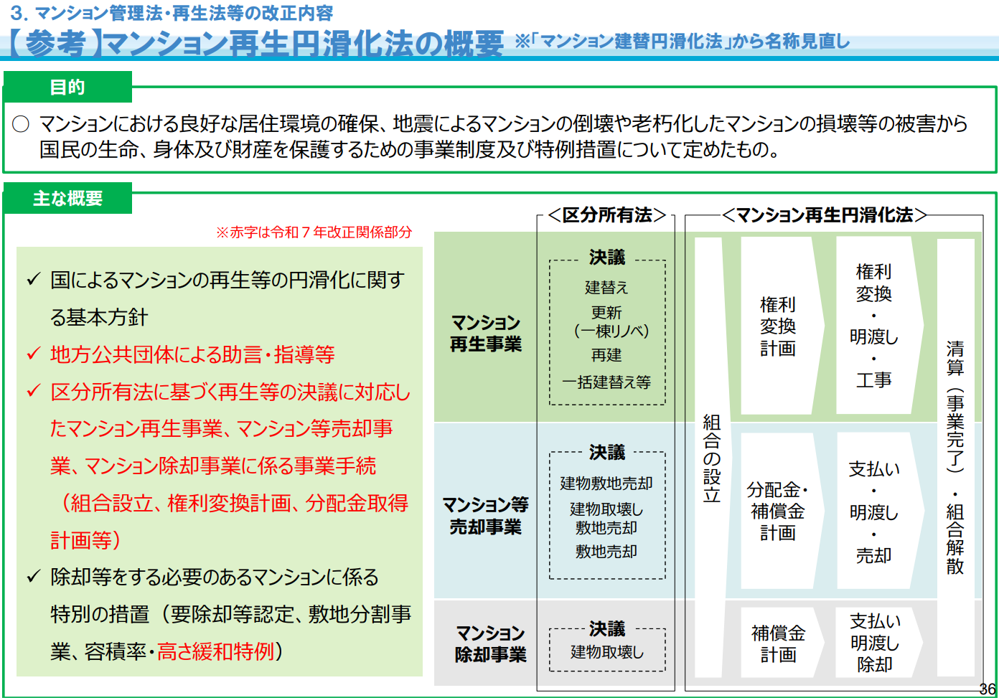 ３．マンション管理法・再生法等の改正内容
【参考】マンション再生円滑化法の概要 ※「マンション建替円滑化法」から名称見直し
目的
○ マンションにおける良好な居住環境の確保、地震によるマンションの倒壊や老朽化したマンションの損壊等の被害から
国民の生命、身体及び財産を保護するための事業制度及び特例措置について定めたもの。
主な概要
※赤字は令和７年改正関係部分
✓ 国によるマンションの再生等の円滑化に関す
る基本方針
✓ 地方公共団体による助言・指導等
✓ 区分所有法に基づく再生等の決議に対応し
たマンション再生事業、マンション等売却事
業、マンション除却事業に係る事業手続
（組合設立、権利変換計画、分配金取得
計画等）
✓ 除却等をする必要のあるマンションに係る
特別の措置（要除却等認定、敷地分割事
業、容積率・高さ緩和特例）
＜区分所有法＞
＜マンション再生円滑化法＞
マンション
再生事業
決議
建替え
更新
（一棟リノベ）
再建
一括建替え等
マンション等
売却事業
決議
建物敷地売却
建物取壊し
敷地売却
敷地売却
マンション
除却事業
決議
建物取壊し
組合の設立
権利
変換
計画
権利
変換
・
明渡し
・
工事
分配金・
補償金
計画
支払い
・
明渡し
・
売却
補償金
計画
支払い
明渡し
除却
清算（事業完了）・組合解散
36